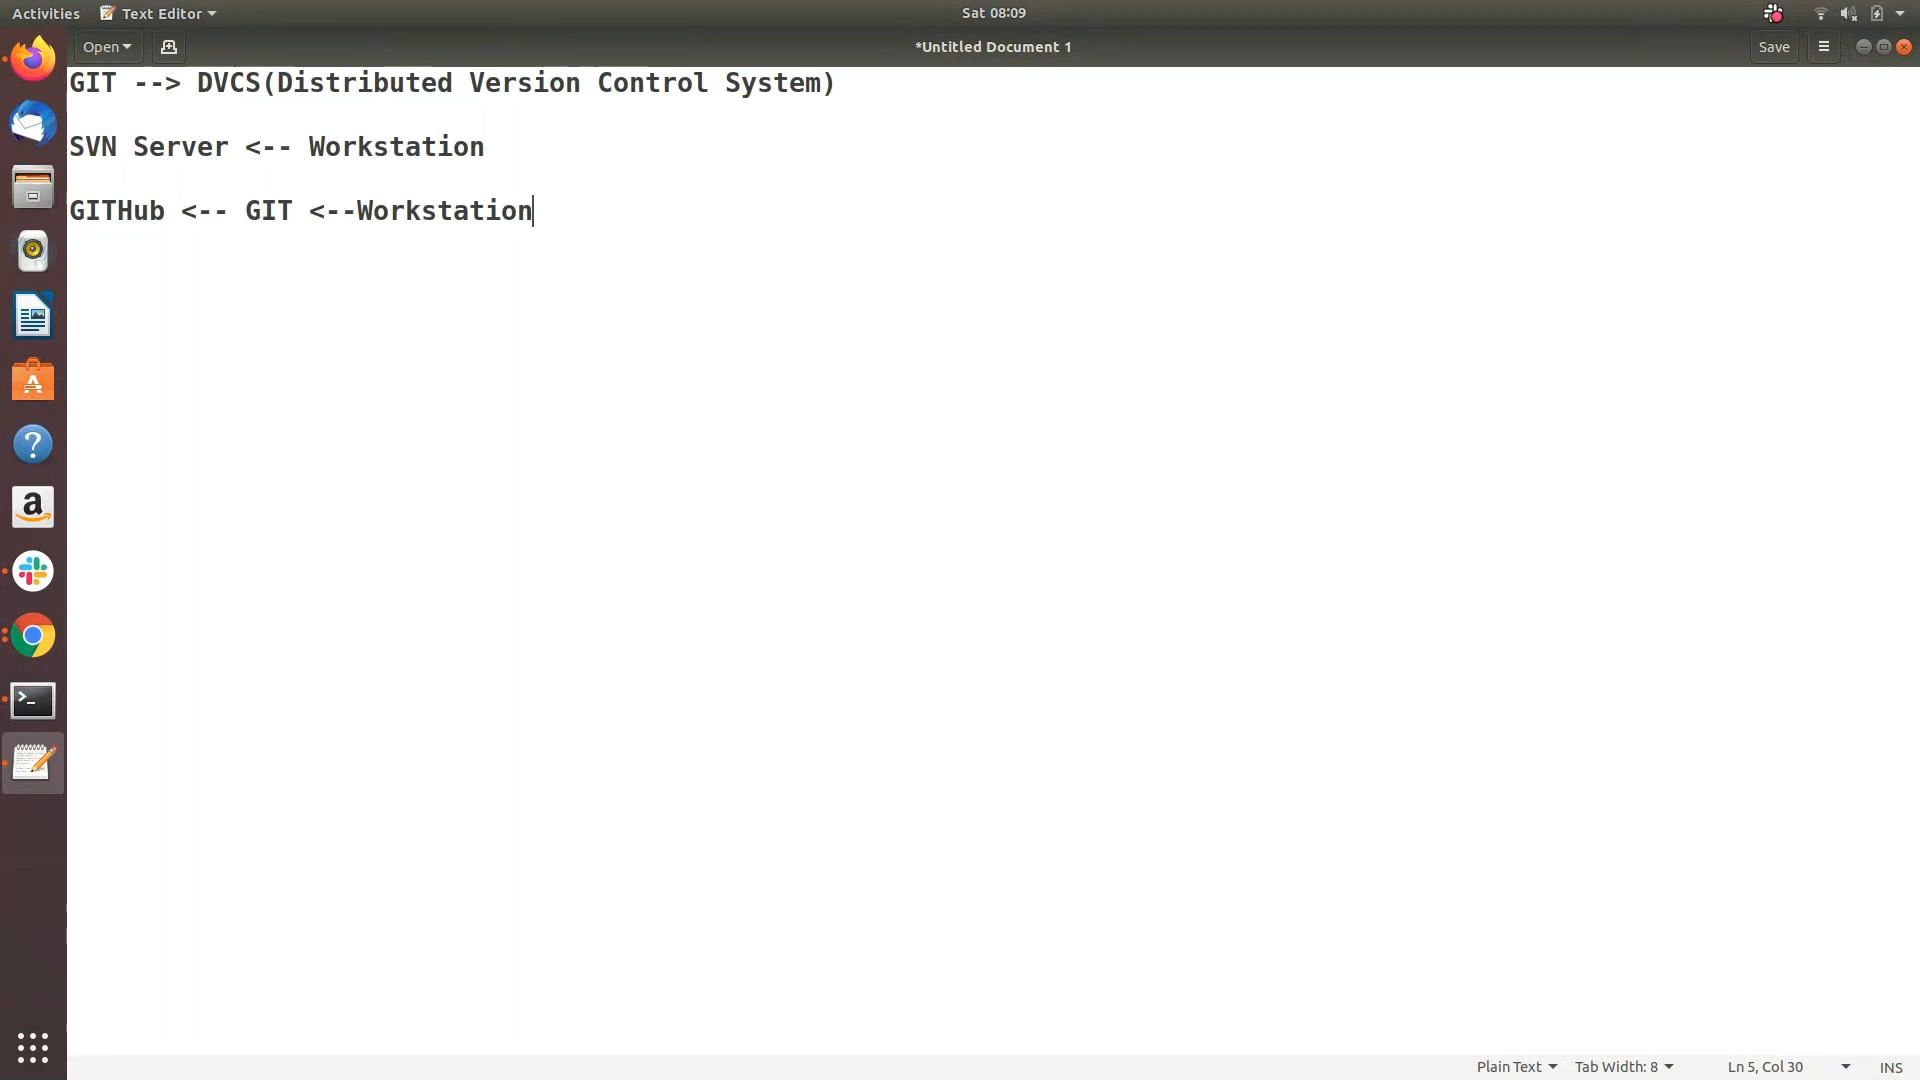 Activities Text Editor Sat 08:09
Open *Untitled Document 1 Save
GIT --> DVCS(Distributed Version Control System)
SVN Server <-- Workstation
GITHub <-- GIT <--Workstation
Plain Text Tab Width: 8 Ln 5, Col 30 INS